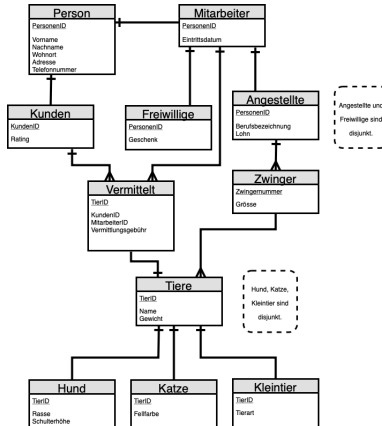 Person
PersonenID
Vorname
Nachname
Wohnort
Adresse
Telefonnummer
Mitarbeiter
PersonenID
Eintrittsdatum
Kunden
KundenID
Rating
Freiwillige
PersonenID
Geschenk
Angestellte
PersonenID
Berufsbezeichnung
Lohn
Angestellte und
Freiwillige sind
disjunkt.
Vermittelt
TierID
KundenID
MitarbeiterID
Vermittlungsgebühr
Zwinger
Zwingernummer
Grösse
Tiere
TierID
Name
Gewicht
Hund, Katze,
Kleintier sind
disjunkt.
Hund
TierID
Rasse
Schulterhöhe
Katze
TierID
Fellfarbe
Kleintier
TierID
Tierart